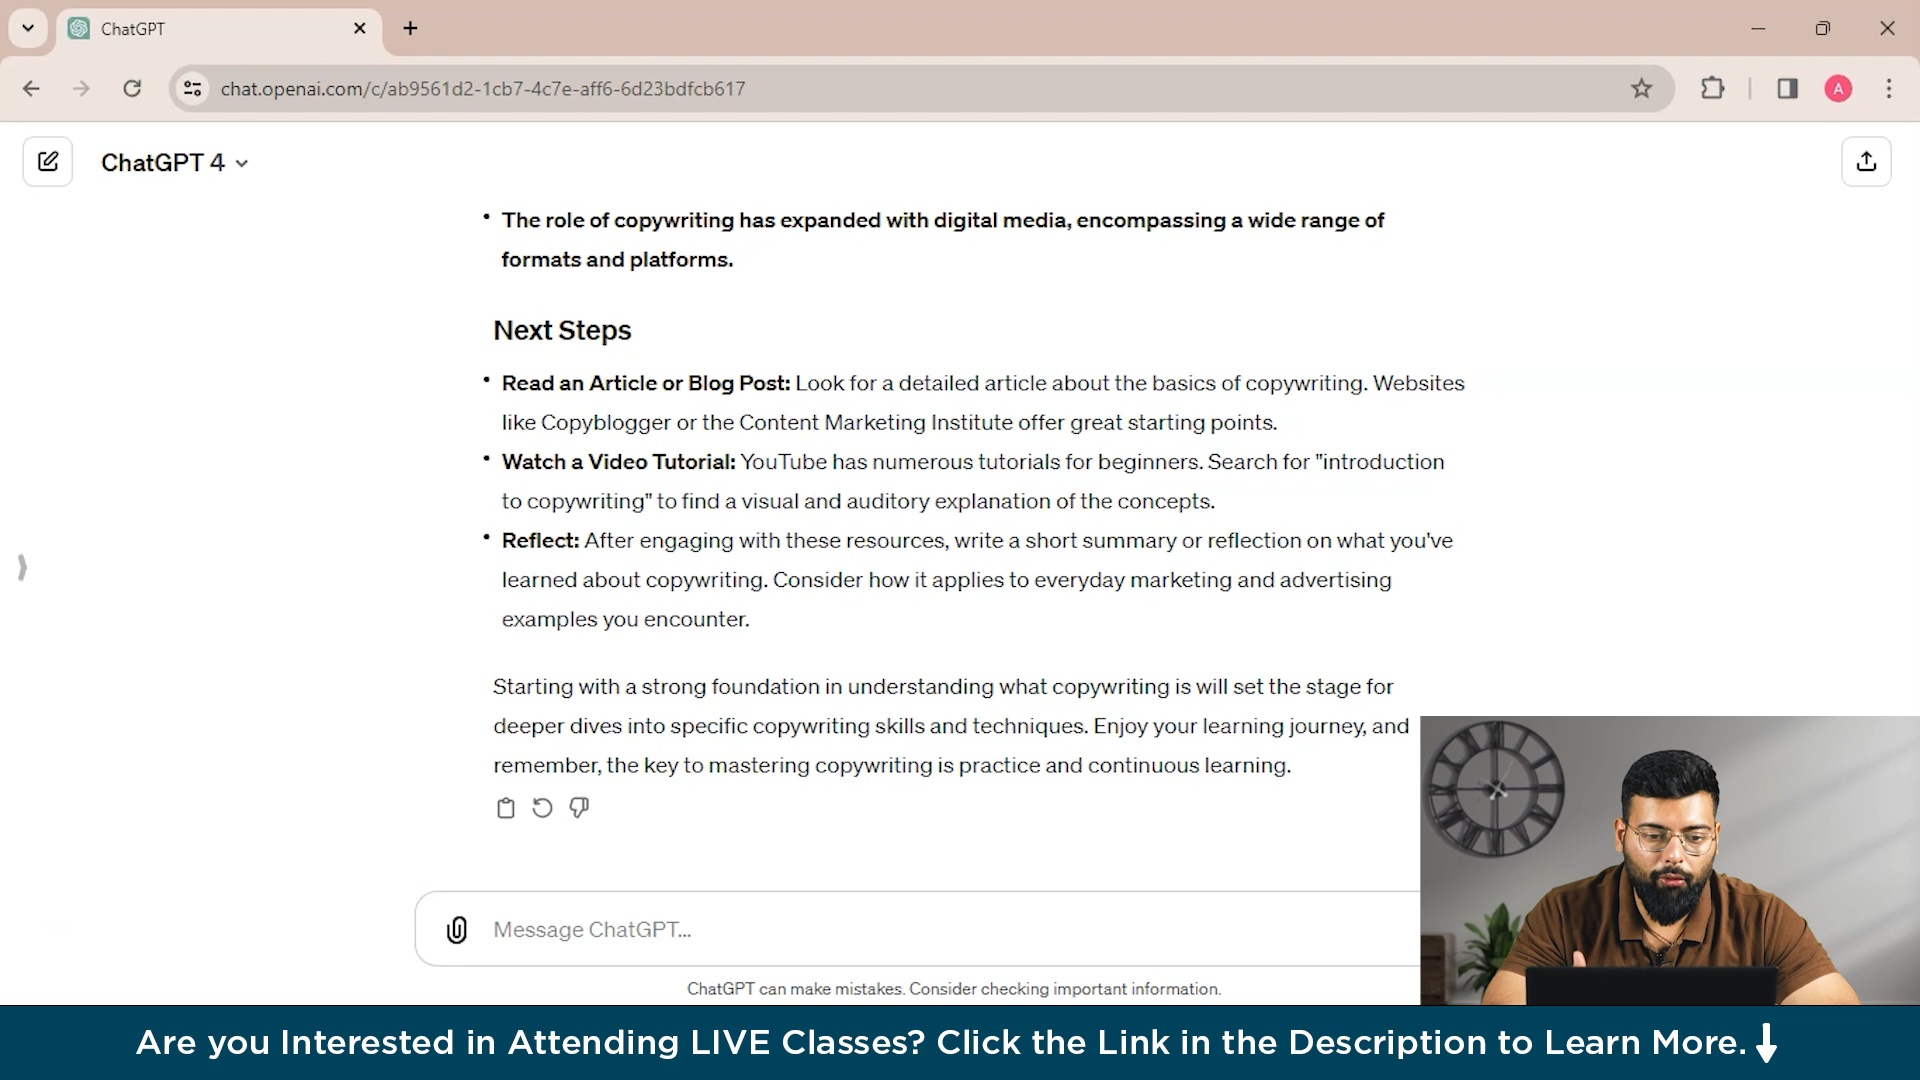 ChatGPT
chat.openai.com/c/ab9561d2-1cb7-4c7e-aff6-6d23bdfcb617
A
ChatGPT 4
• The role of copywriting has expanded with digital media, encompassing a wide range of
formats and platforms.
Next Steps
• Read an Article or Blog Post: Look for a detailed article about the basics of copywriting. Websites
like Copyblogger or the Content Marketing Institute offer great starting points.
• Watch a Video Tutorial: YouTube has numerous tutorials for beginners. Search for "introduction
to copywriting" to find a visual and auditory explanation of the concepts.
• Reflect: After engaging with these resources, write a short summary or reflection on what you've
learned about copywriting. Consider how it applies to everyday marketing and advertising
examples you encounter.
Starting with a strong foundation in understanding what copywriting is will set the stage for
deeper dives into specific copywriting skills and techniques. Enjoy your learning journey, and
remember, the key to mastering copywriting is practice and continuous learning.
Message ChatGPT...
ChatGPT can make mistakes. Consider checking important information.
Are you Interested in Attending LIVE Classes? Click the Link in the Description to Learn More.